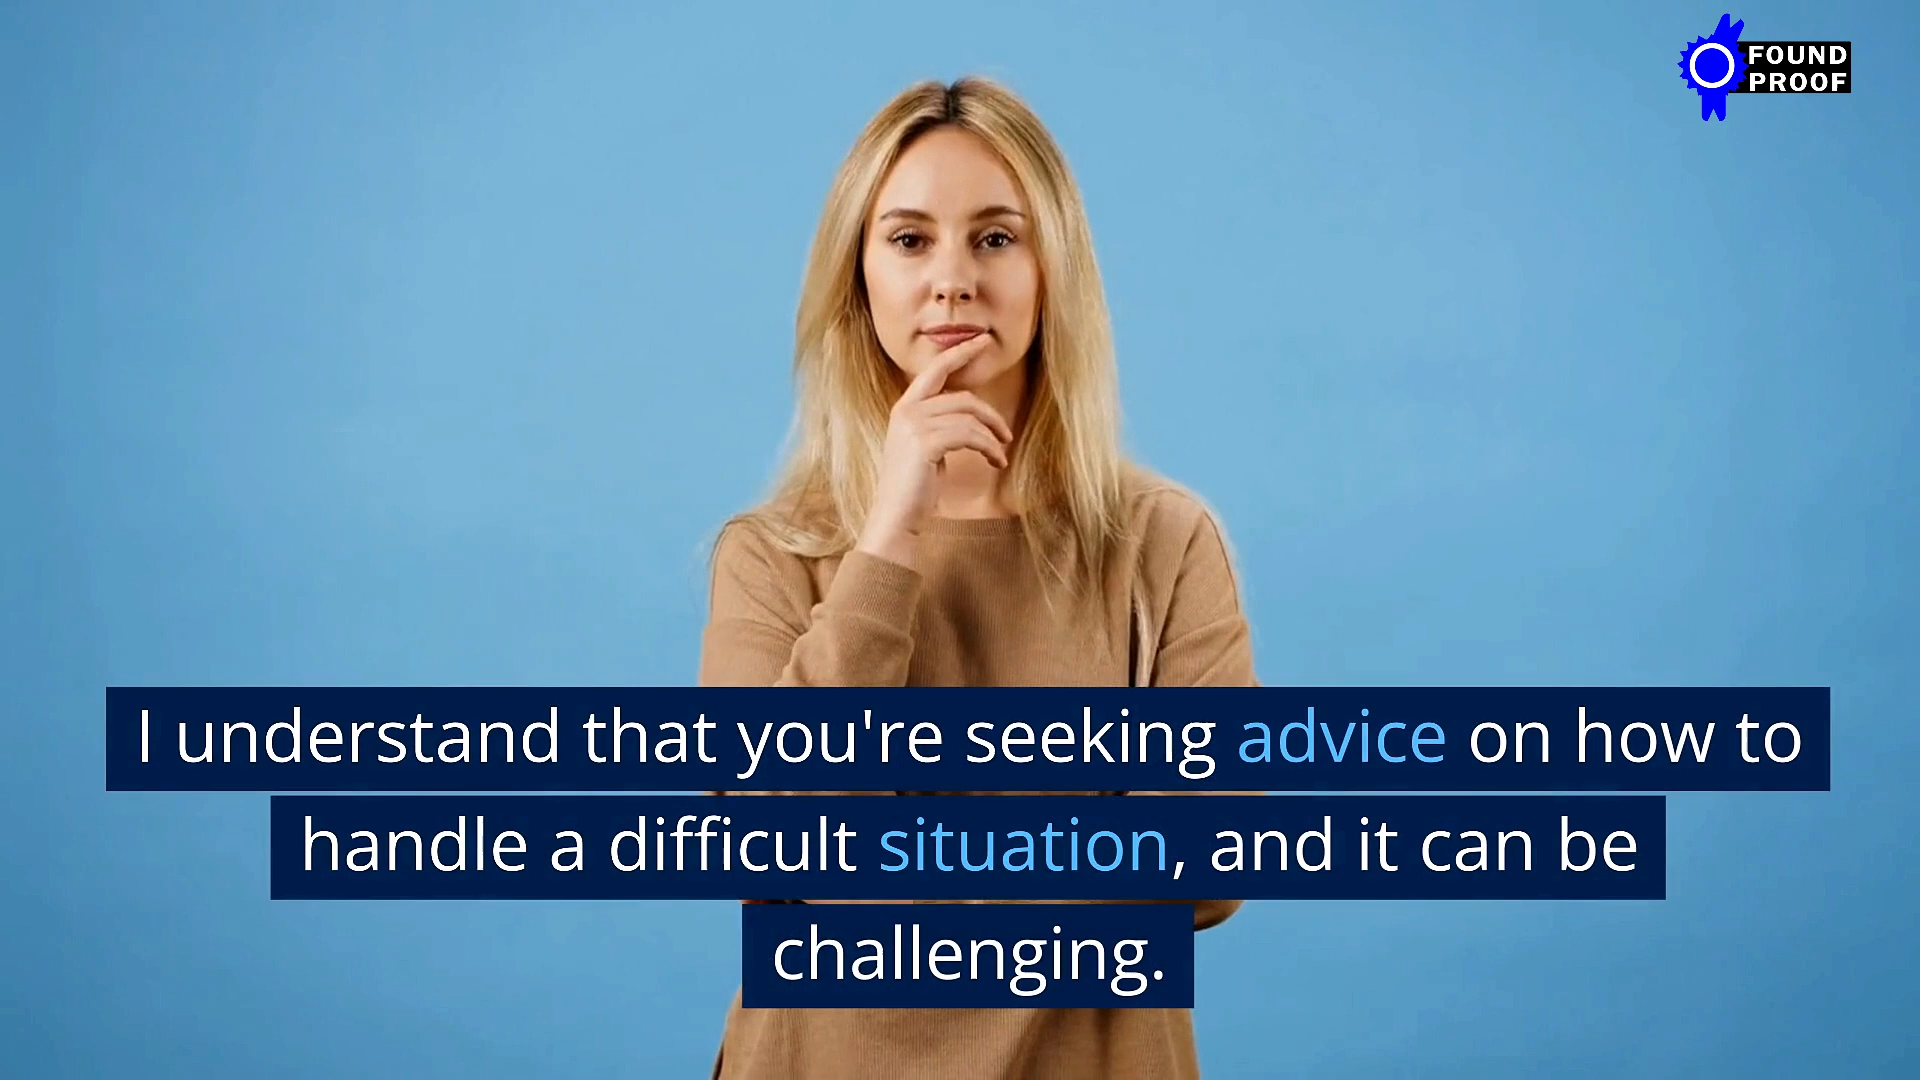 FOUND
PROOF
I understand that you're seeking advice on how to
handle a difficult situation, and it can be
challenging.